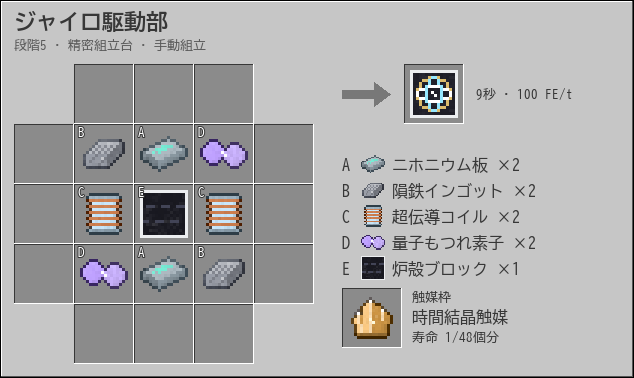 ジャイロ駆動部
段階5 · 精密組立台 · 手動組立
9秒 · 100 FE/t
B A D
C E C
D A B
A ニホニウム板 ×2
B 隕鉄インゴット ×2
C 超伝導コイル ×2
D 量子もつれ素子 ×2
E 炉殻ブロック ×1
触媒枠
時間結晶触媒
寿命 1/48個分